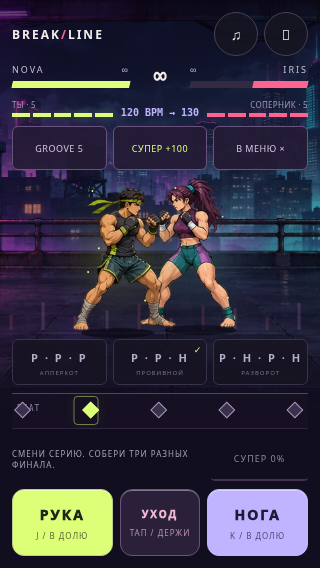 BREAK/LINE
NOVA ∞ ∞ ∞ IRIS
ТЫ · 5 120 BPM → 130 СОПЕРНИК · 5
GROOVE 5 СУПЕР +100 В МЕНЮ ×
Р · Р · Р Р · Р · Н ✓ Р · Н · Р · Н
АППЕРКОТ ПРОБИВНОЙ РАЗВОРОТ
СМЕНИ СЕРИЮ. СОБЕРИ ТРИ РАЗНЫХ
ФИНАЛА.
СУПЕР 0%
РУКА УХОД НОГА
J / В ДОЛЮ ТАП / ДЕРЖИ K / В ДОЛЮ